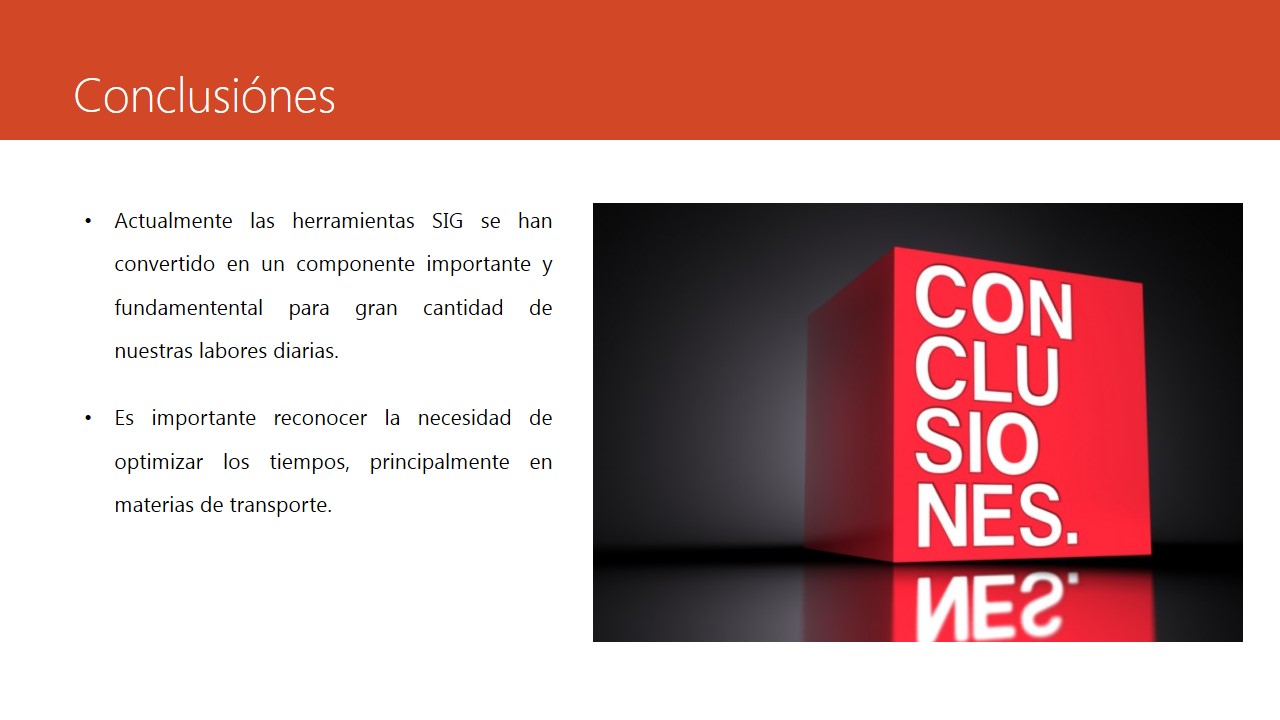 Conclusiónes
• Actualmente las herramientas SIG se han
convertido en un componente importante y
fundamentental para gran cantidad de
nuestras labores diarias.
• Es importante reconocer la necesidad de
optimizar los tiempos, principalmente en
materias de transporte.
CON
CLU
SIO
NES.
NES.